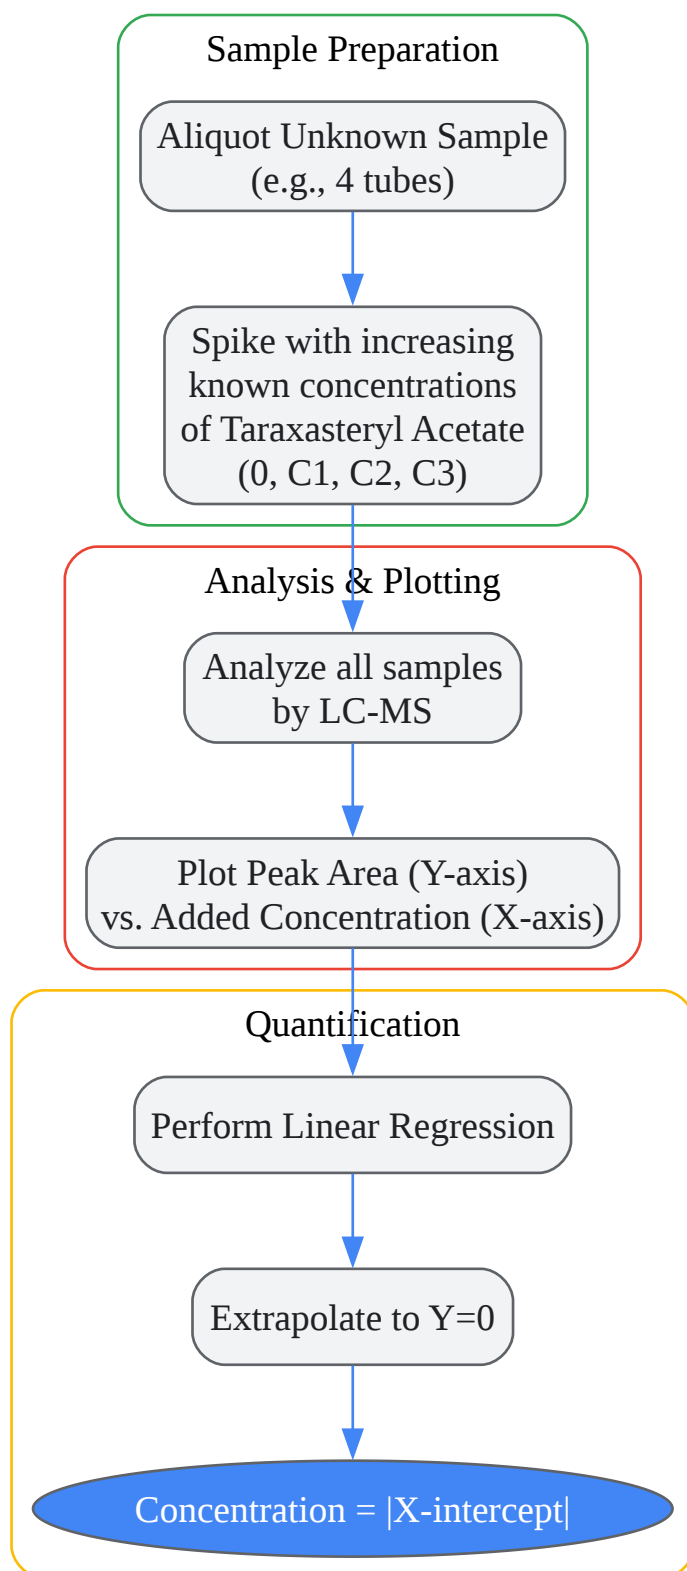 Sample Preparation
Aliquot Unknown Sample
(e.g., 4 tubes)
Spike with increasing
known concentrations
of Taraxasteryl Acetate
(0, C1, C2, C3)
Analysis & Plotting
Analyze all samples
by LC-MS
Plot Peak Area (Y-axis)
vs. Added Concentration (X-axis)
Quantification
Perform Linear Regression
Extrapolate to Y=0
Concentration = |X-intercept|